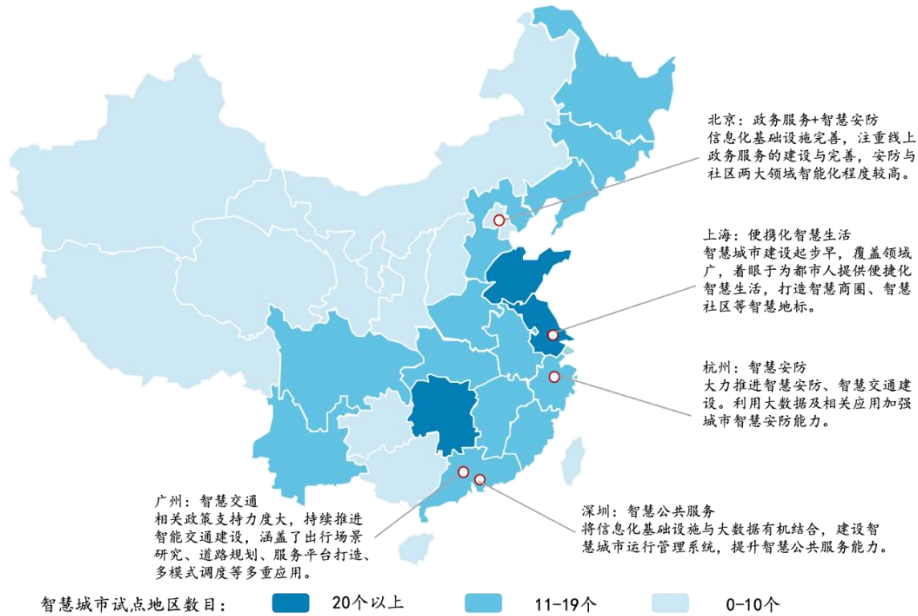 北京：政务服务+智慧安防
信息化基础设施完善，注重线上
政务服务的建设与完善，安防与
社区两大领域智能化程度较高。
上海：便携化智慧生活
智慧城市建设起步早，覆盖领域
广，着眼于为都市人提供便捷化
智慧生活，打造智慧商圈、智慧
社区等智慧地标。
杭州：智慧安防
大力推进智慧安防、智慧交通建
设。利用大数据及相关应用加强
城市智慧安防能力。
广州：智慧交通
相关政策支持力度大，持续推进
智能交通建设，涵盖了出行场景
研究、道路规划、服务平台打造、
多模式调度等多重应用。
深圳：智慧公共服务
将信息化基础设施与大数据有机结合，建设智
慧城市运行管理系统，提升智慧公共服务能力。
智慧城市试点地区数目： 20个以上 11-19个 0-10个